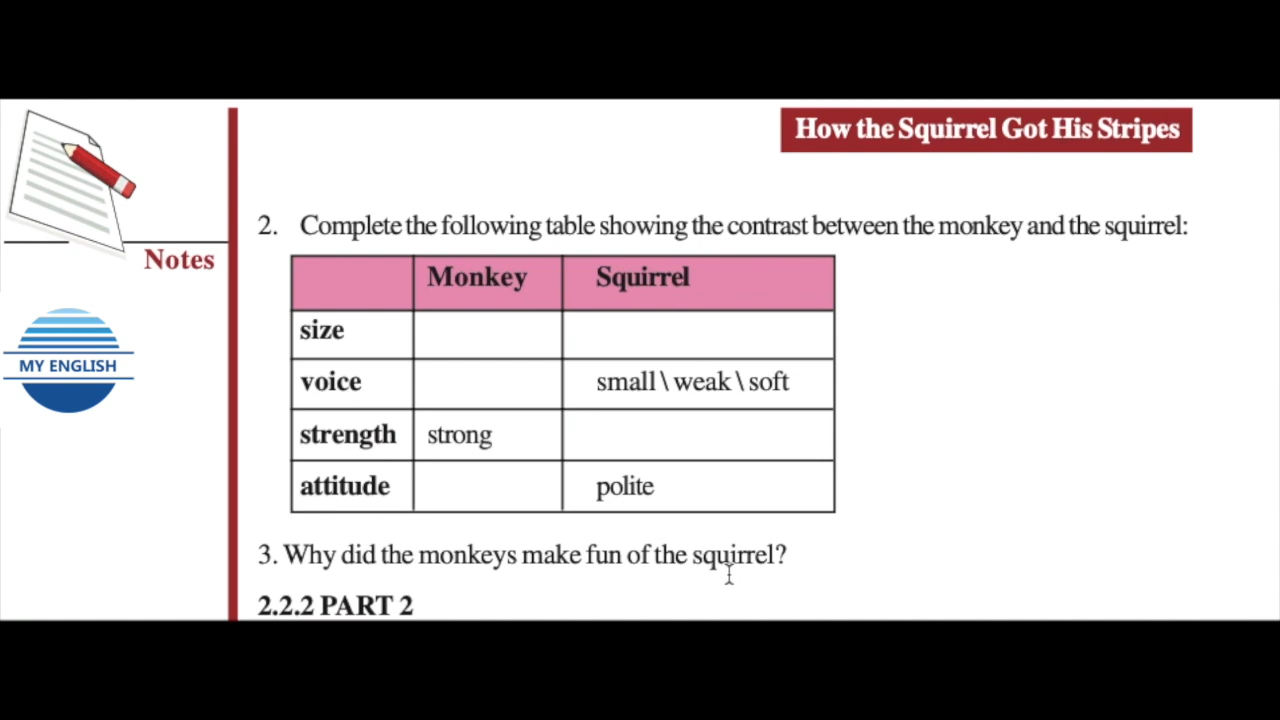 How the Squirrel Got His Stripes
2. Complete the following table showing the contrast between the monkey and the squirrel:
Notes
Monkey Squirrel
size
MY ENGLISH
voice small \ weak \ soft
strength strong
attitude polite
3. Why did the monkeys make fun of the squirrel?
2.2.2 PART 2